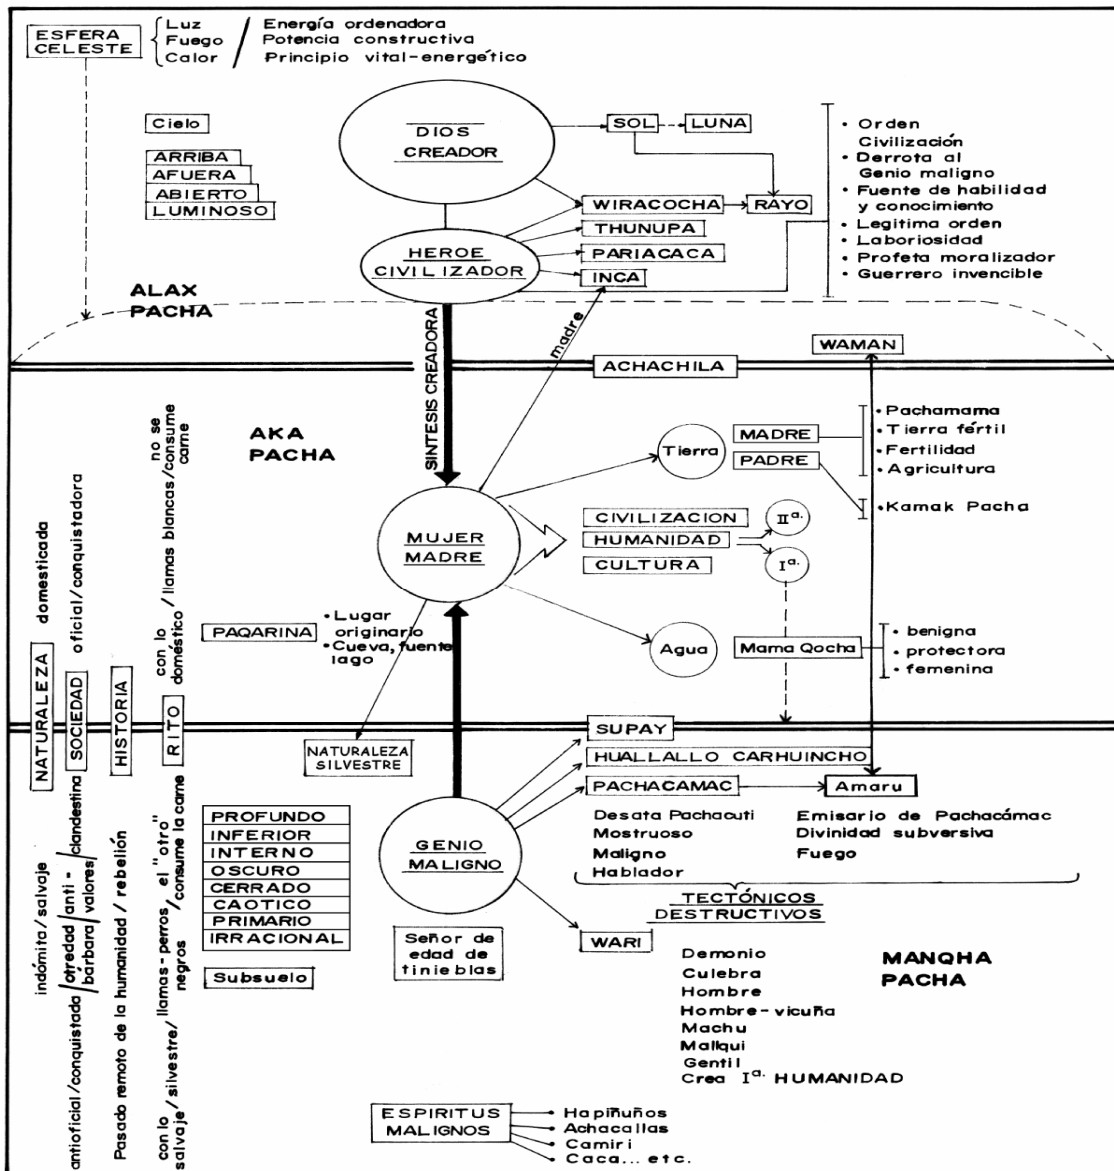 ESFERA
CELESTE
Luz / Energía ordenadora
Fuego / Potencia constructiva
Calor / Principio vital-energético
Cielo
ARRIBA
AFUERA
ABIERTO
LUMINOSO
DIOS
CREADOR
SOL
LUNA
WIRACOCHA
RAYO
THUNUPA
PARIACACA
INCA
HEROE
CIVILIZADOR
• Orden
Civilización
• Derrota al
Genio maligno
• Fuente de habilidad
y conocimiento
• Legitima orden
• Laboriosidad
• Profeta moralizador
• Guerrero invencible
ALAX
PACHA
SINTESIS CREADORA
madre
WAMAN
ACHACHILA
AKA
PACHA
Tierra
MADRE
PADRE
• Pachamama
• Tierra fértil
• Fertilidad
• Agricultura
• Kamak Pacha
MUJER
MADRE
CIVILIZACION
HUMANIDAD
CULTURA
IIª.
Iª.
PAQARINA
• Lugar
originario
• Cueva, fuente
lago
Agua
Mama Qocha
• benigna
• protectora
• femenina
NATURALEZA
domesticada
indómita/salvaje
SOCIEDAD
oficial/conquistadora
antioficial/conquistada/otredad/anti-/clandestina
bárbara/valores
HISTORIA
Pasado remoto de la humanidad / rebelión
RITO
con lo / llamas blancas/no se
doméstico / consume
carne
con lo / silvestre/llamas-perros, el "otro"
salvaje/ negros /consume la carne
SUPAY
NATURALEZA
SILVESTRE
HUALLALLO CARHUINCHO
PACHACAMAC
Amaru
Desata Pachacuti
Mostruoso
Maligno
Hablador
Emisario de Pachacámac
Divinidad subversiva
Fuego
PROFUNDO
INFERIOR
INTERNO
OSCURO
CERRADO
CAOTICO
PRIMARIO
IRRACIONAL
Subsuelo
GENIO
MALIGNO
Señor de
edad de
tinieblas
TECTÓNICOS
DESTRUCTIVOS
WARI
Demonio
Culebra
Hombre
Hombre-vicuña
Machu
Mallqui
Gentil
Crea Iª. HUMANIDAD
MANQHA
PACHA
ESPIRITUS
MALIGNOS
• Hapiñuños
• Achacallas
• Camiri
• Caca... etc.